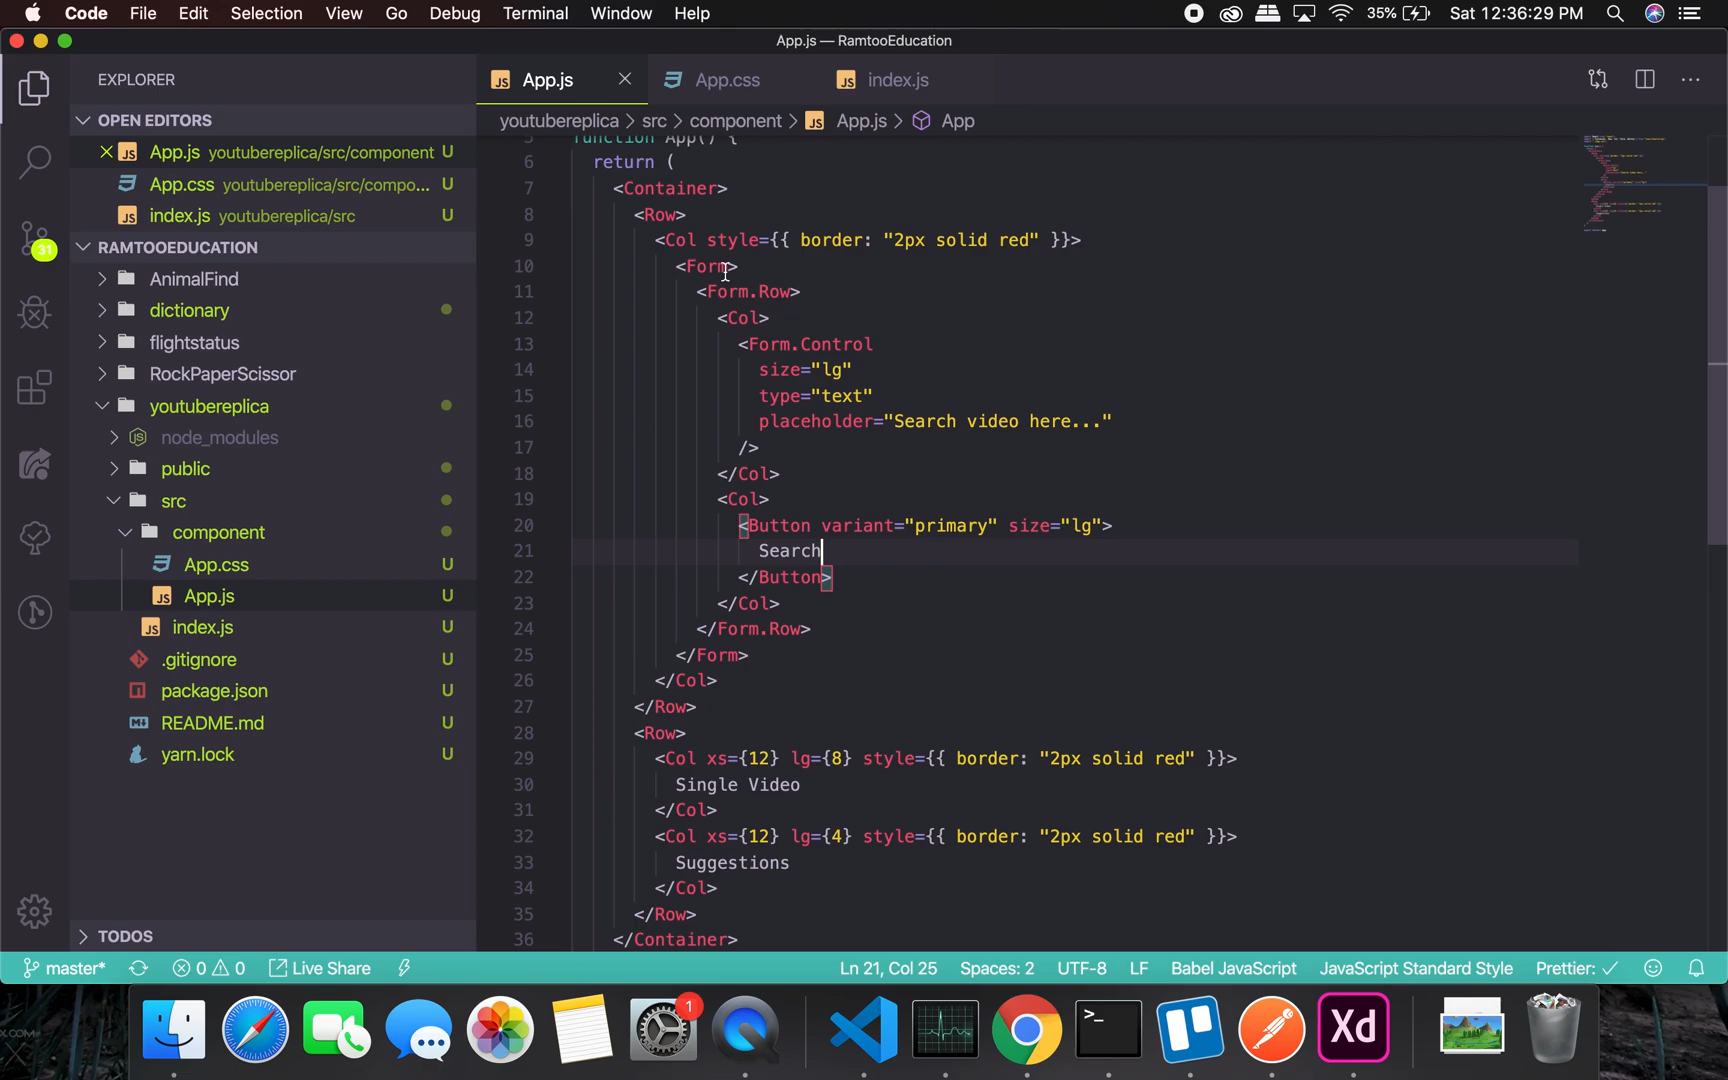 Code File Edit Selection View Go Debug Terminal Window Help 35% Sat 12:36:29 PM
App.js — RamtooEducation
EXPLORER
OPEN EDITORS
App.js youtubereplica/src/component U
App.css youtubereplica/src/compo... U
index.js youtubereplica/src U
31
RAMTOOEDUCATION
AnimalFind
dictionary
flightstatus
RockPaperScissor
youtubereplica
node_modules
public
src
component
App.css U
App.js U
index.js U
.gitignore U
package.json U
README.md U
yarn.lock U
TODOS
App.js App.css index.js
youtubereplica > src > component > App.js > App
function App() {
6 return (
7 <Container>
8 <Row>
9 <Col style={{ border: "2px solid red" }}>
10 <Form>
11 <Form.Row>
12 <Col>
13 <Form.Control
14 size="lg"
15 type="text"
16 placeholder="Search video here..."
17 />
18 </Col>
19 <Col>
20 <Button variant="primary" size="lg">
21 Search
22 </Button>
23 </Col>
24 </Form.Row>
25 </Form>
26 </Col>
27 </Row>
28 <Row>
29 <Col xs={12} lg={8} style={{ border: "2px solid red" }}>
30 Single Video
31 </Col>
32 <Col xs={12} lg={4} style={{ border: "2px solid red" }}>
33 Suggestions
34 </Col>
35 </Row>
36 </Container>
master* 0 0 Live Share Ln 21, Col 25 Spaces: 2 UTF-8 LF Babel JavaScript JavaScript Standard Style Prettier: ✓
1
Xd